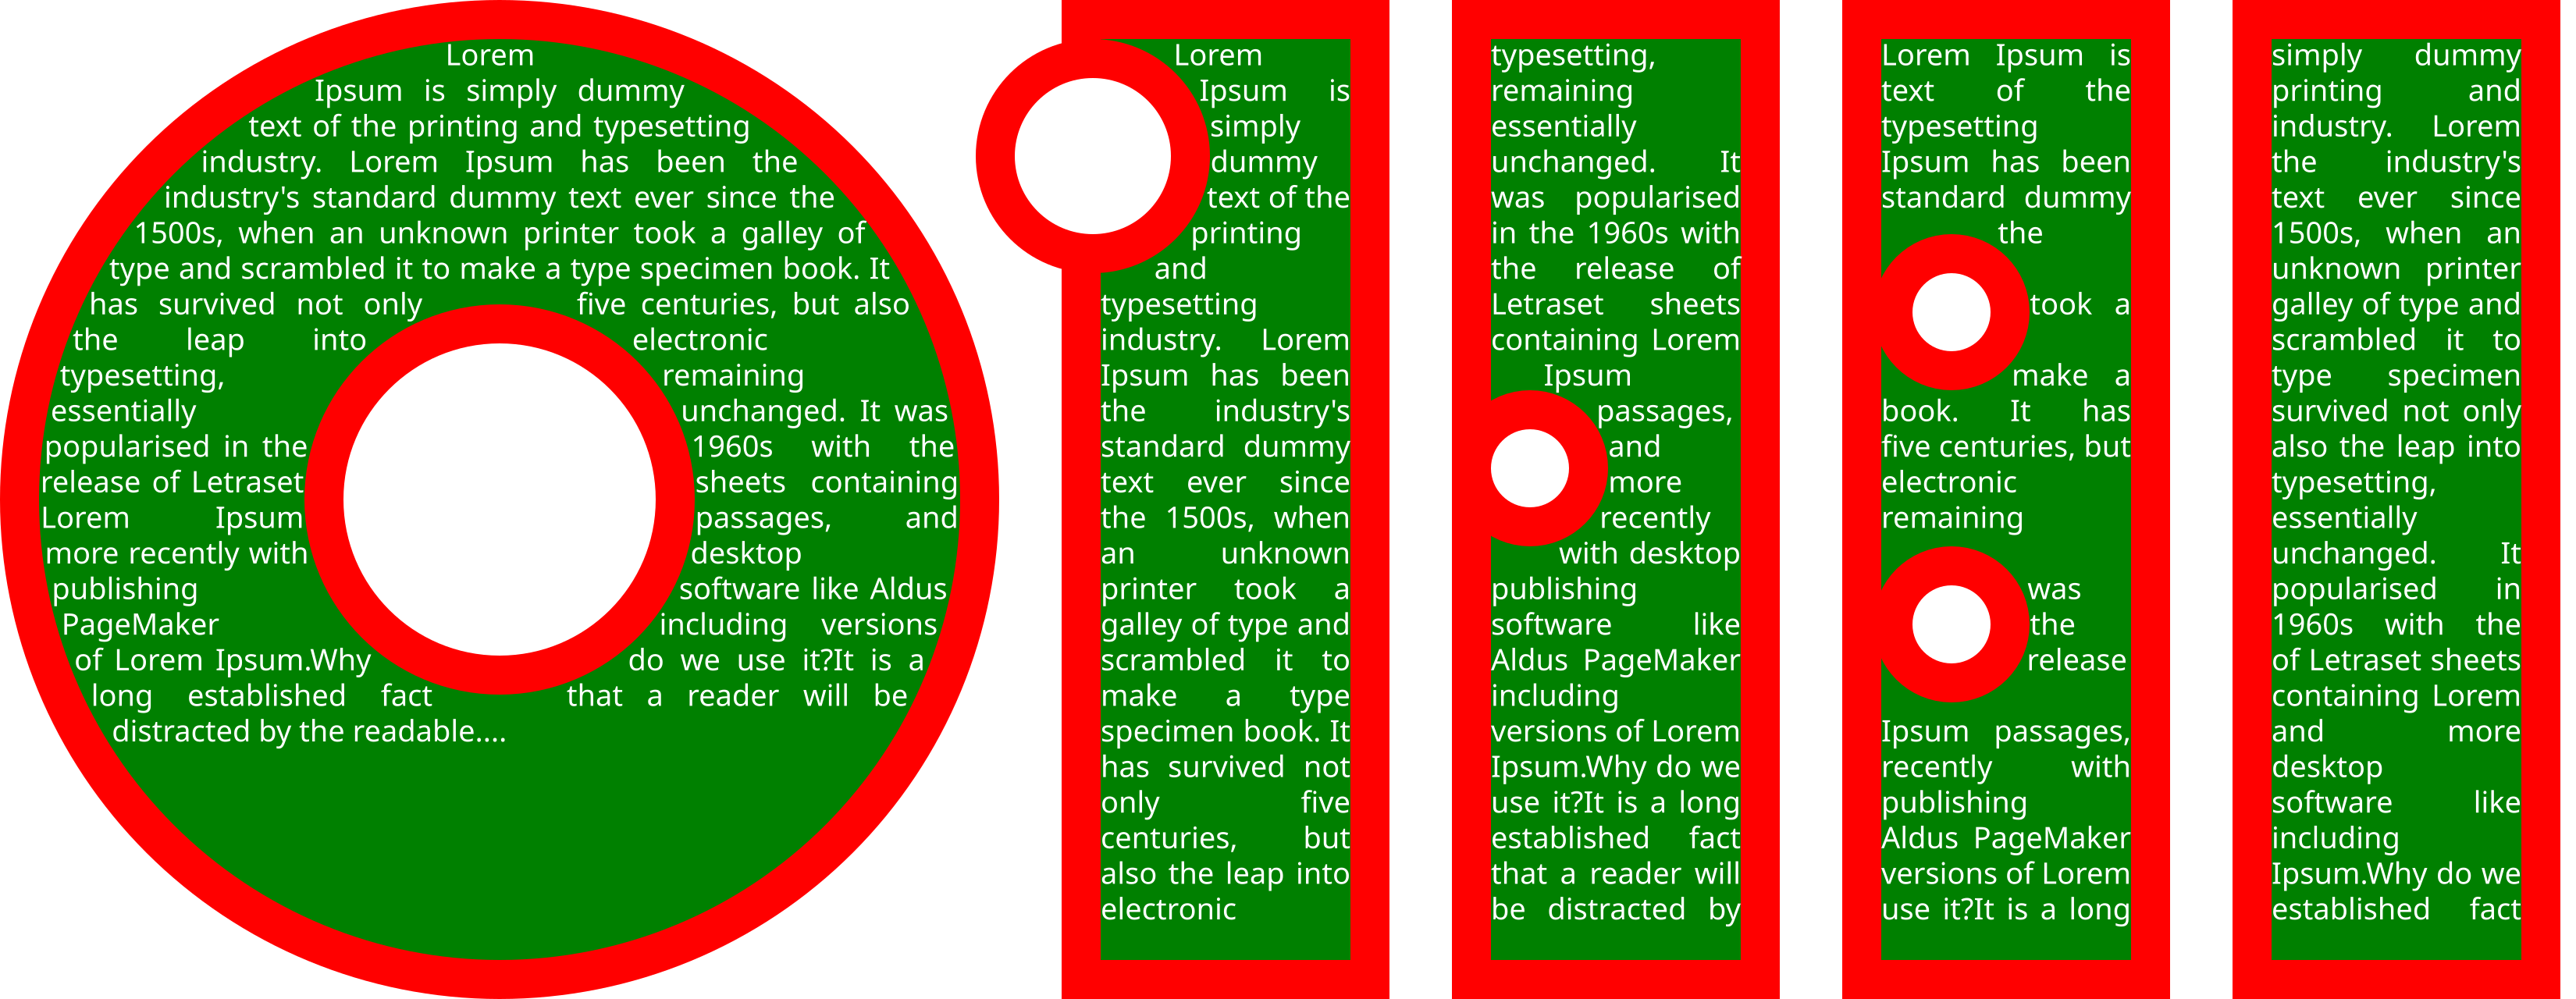 Lorem
Ipsum is simply dummy
text of the printing and typesetting
industry. Lorem Ipsum has been the
industry's standard dummy text ever since the
1500s, when an unknown printer took a galley of
type and scrambled it to make a type specimen book. It
has survived not only five centuries, but also
the leap into electronic
typesetting, remaining
essentially unchanged. It was
popularised in the 1960s with the
release of Letraset sheets containing
Lorem Ipsum passages, and
more recently with desktop
publishing software like Aldus
PageMaker including versions
of Lorem Ipsum.Why do we use it?It is a
long established fact that a reader will be
distracted by the readable....
Lorem
Ipsum is
simply
dummy
text of the
printing
and
typesetting
industry. Lorem
Ipsum has been
the industry's
standard dummy
text ever since
the 1500s, when
an unknown
printer took a
galley of type and
scrambled it to
make a type
specimen book. It
has survived not
only five
centuries, but
also the leap into
electronic
typesetting,
remaining
essentially
unchanged. It
was popularised
in the 1960s with
the release of
Letraset sheets
containing Lorem
Ipsum
passages,
and
more
recently
with desktop
publishing
software like
Aldus PageMaker
including
versions of Lorem
Ipsum.Why do we
use it?It is a long
established fact
that a reader will
be distracted by
Lorem Ipsum is simply dummy
text of the printing and
typesetting industry. Lorem
Ipsum has been the industry's
standard dummy text ever since
the 1500s, when an
unknown printer
took a galley of type and
scrambled it to
make a type specimen
book. It has survived not only
five centuries, but also the leap into
electronic typesetting,
remaining essentially
unchanged. It
was popularised in
the 1960s with the
release of Letraset sheets
containing Lorem
Ipsum passages, and more
recently with desktop
publishing software like
Aldus PageMaker including
versions of Lorem Ipsum.Why do we
use it?It is a long established fact